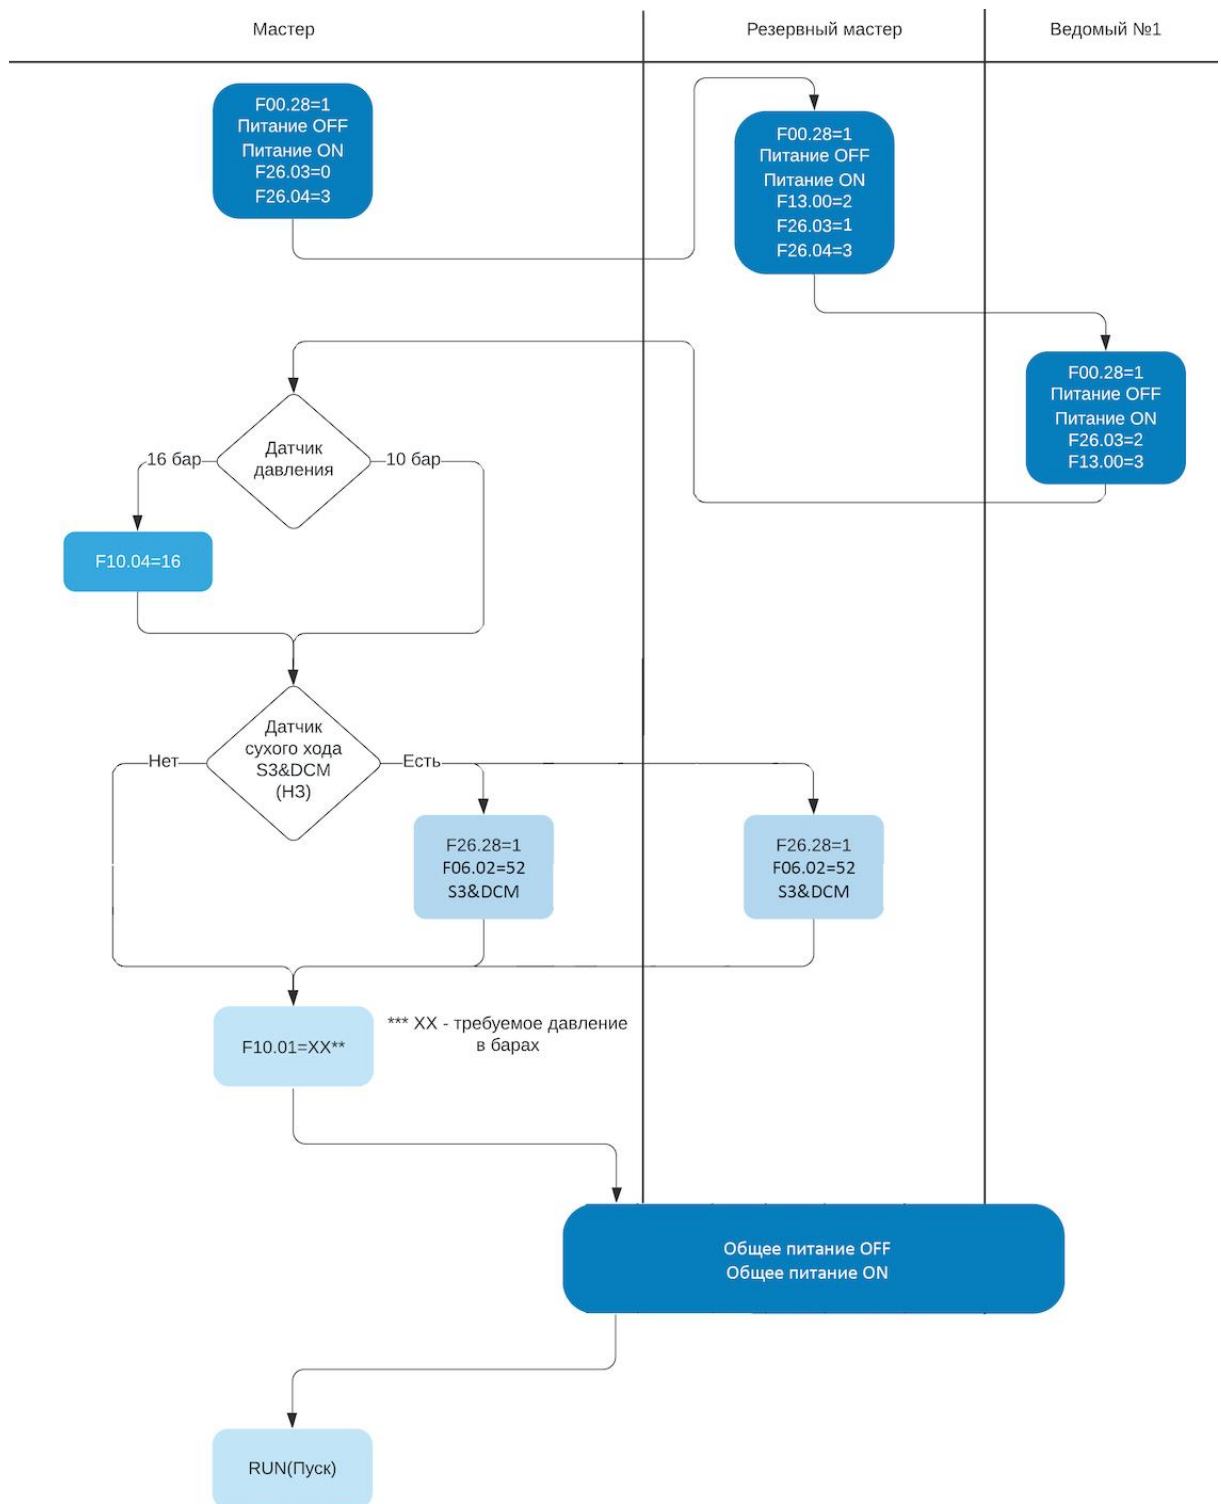 Мастер
Резервный мастер
Ведомый №1
F00.28=1
Питание OFF
Питание ON
F26.03=0
F26.04=3
F00.28=1
Питание OFF
Питание ON
F13.00=2
F26.03=1
F26.04=3
F00.28=1
Питание OFF
Питание ON
F26.03=2
F13.00=3
Датчик
давления
16 бар
10 бар
F10.04=16
Датчик
сухого хода
S3&DCM
(НЗ)
Нет
Есть
F26.28=1
F06.02=52
S3&DCM
F26.28=1
F06.02=52
S3&DCM
F10.01=XX**
*** XX - требуемое давление
в барах
Общее питание OFF
Общее питание ON
RUN(Пуск)